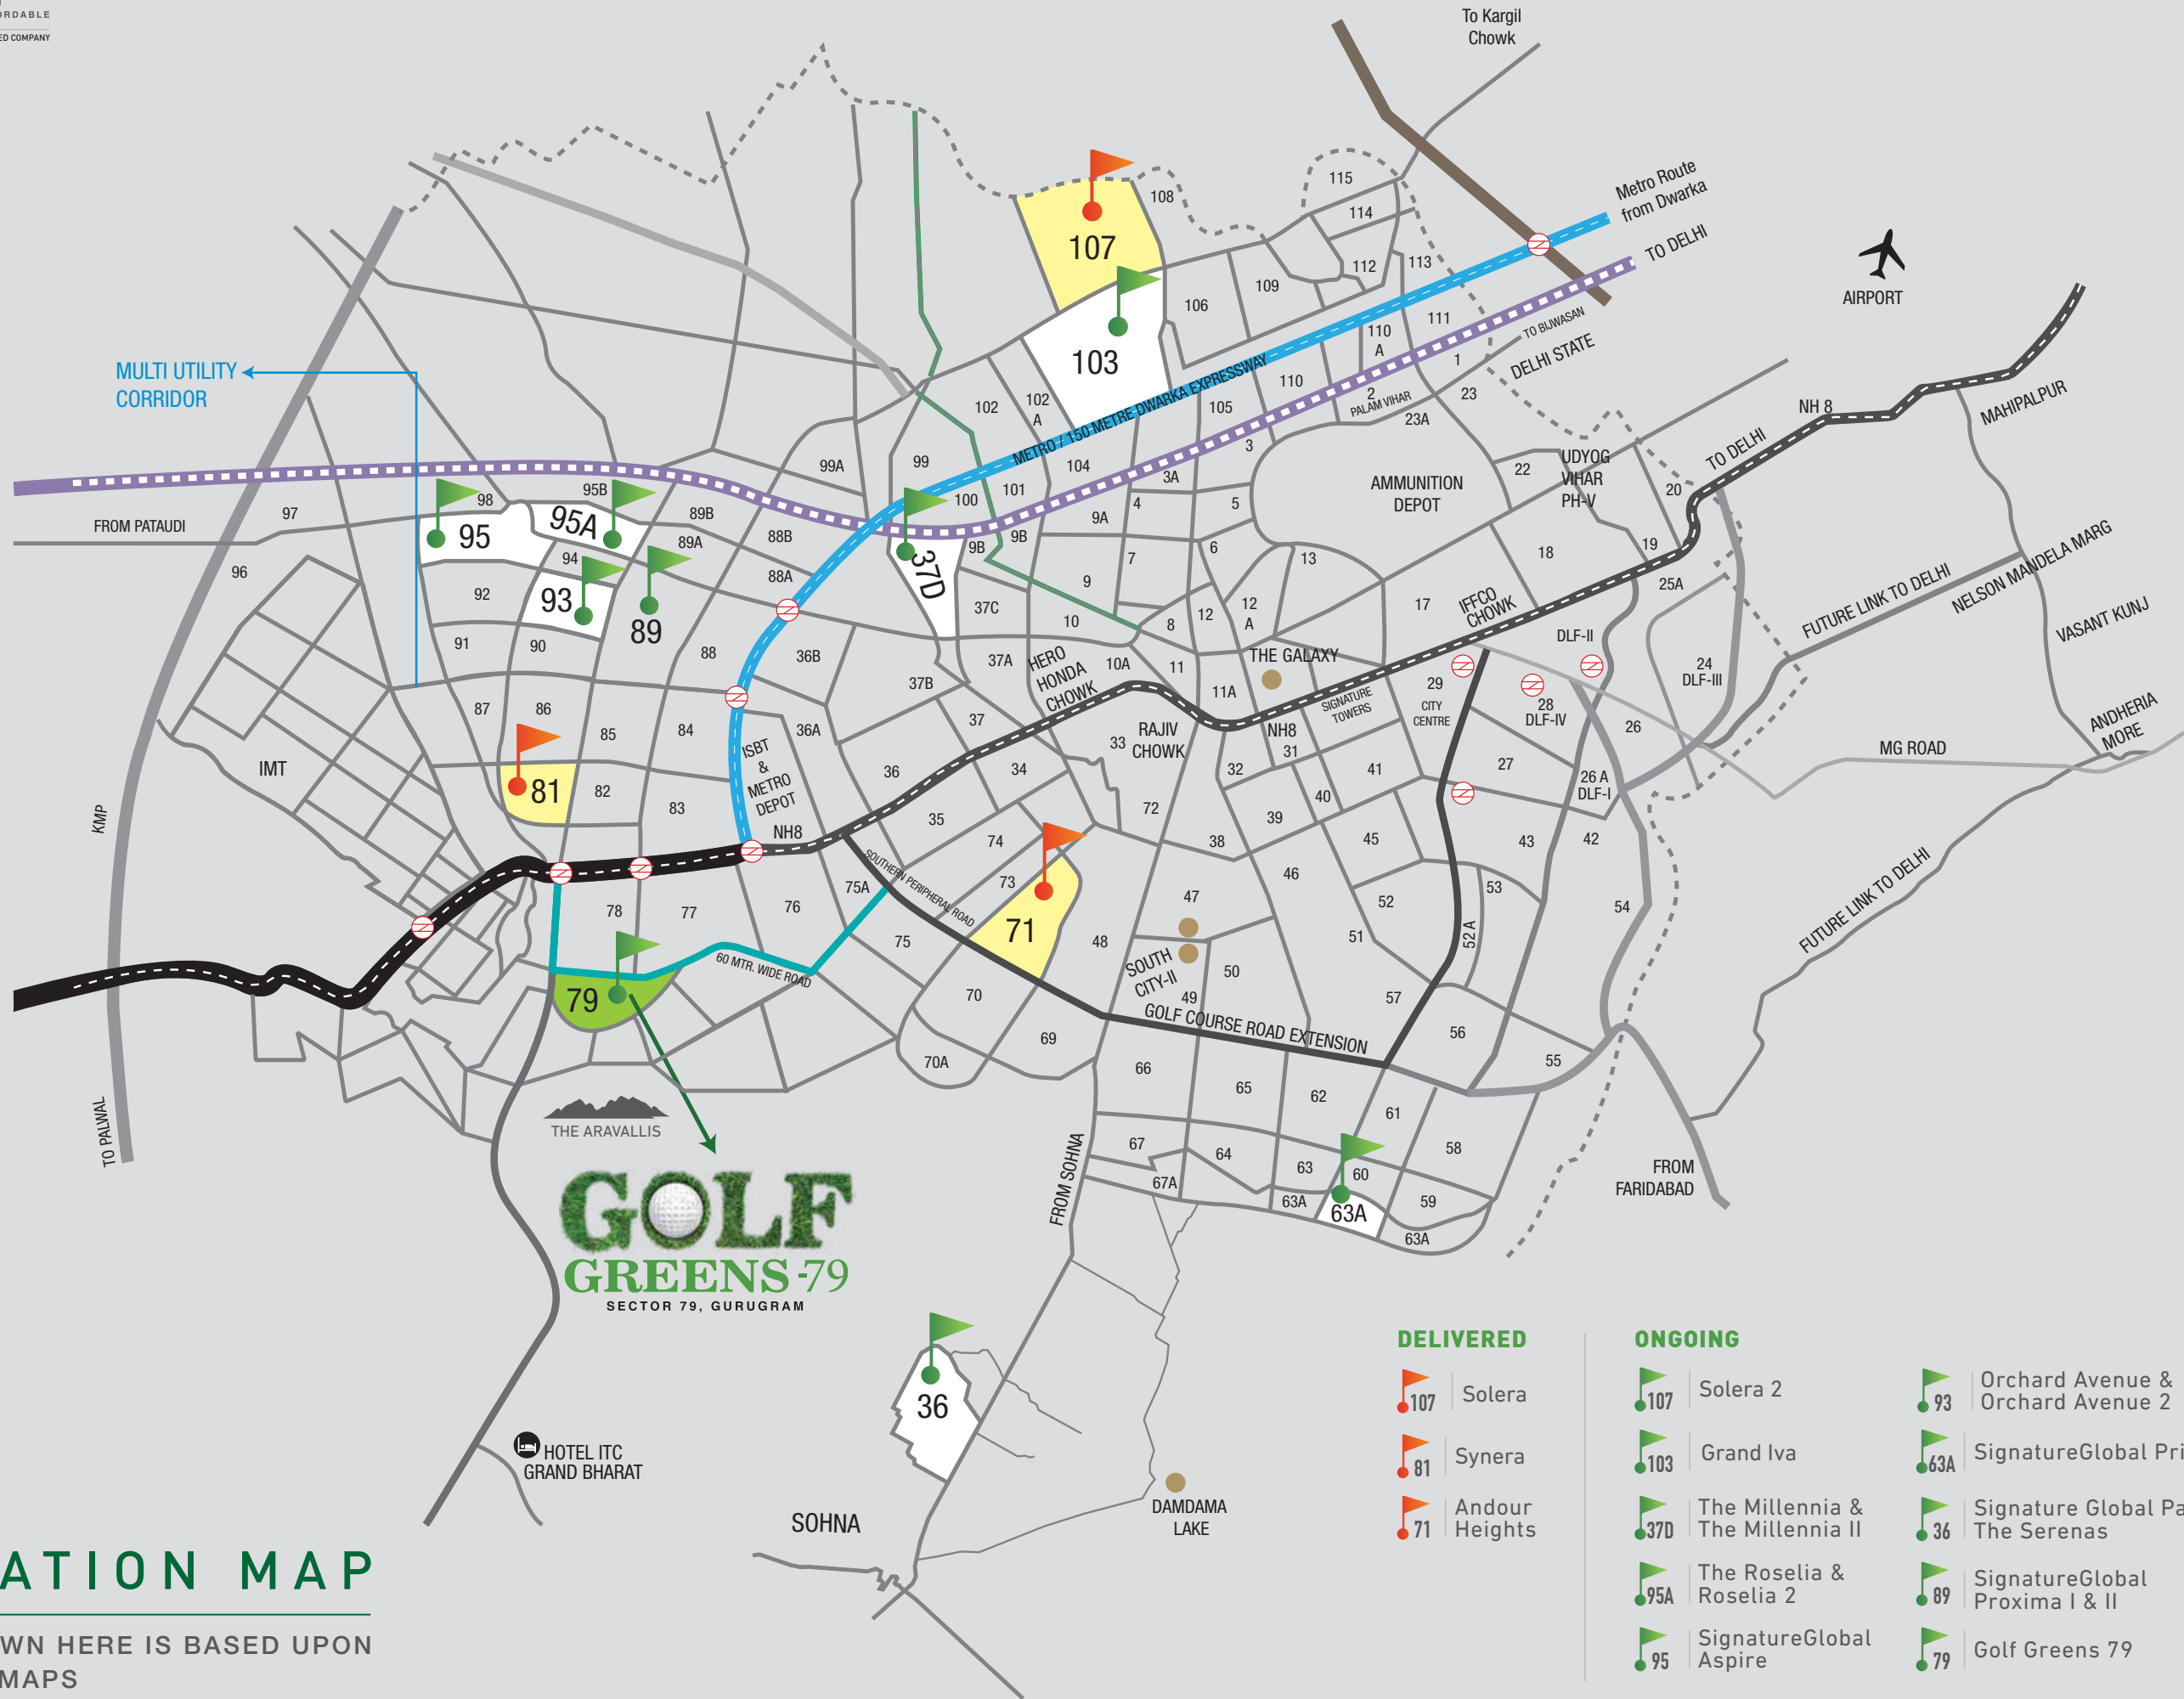 To Kargil
Chowk
Metro Route
from Dwarka
TO DELHI
AIRPORT
115
108
114
107
113
112
109
106
111
TO BIJWASAN
DELHI STATE
110
A
103
1
MULTI UTILITY
CORRIDOR
METRO / 150 METRE DWARKA EXPRESSWAY
110
2
PALAM VIHAR
23
23A
102
102
A
105
NH 8
MAHIPALPUR
3
TO DELHI
99A
99
104
3A
UDYOG
VIHAR
PH-V
22
20
AMMUNITION
DEPOT
95B
98
100
101
4
5
97
FROM PATAUDI
95
95A
89B
9A
88B
89A
9B
9B
6
18
19
94
7
13
NELSON MANDELA MARG
96
88A
37D
9
25A
FUTURE LINK TO DELHI
92
93
37C
12
12
A
17
IFFCO
CHOWK
VASANT KUNJ
89
10
8
DLF-II
91
90
88
36B
37A
HERO
HONDA
CHOWK
10A
11
THE GALAXY
24
DLF-III
37B
11A
SIGNATURE
TOWERS
29
CITY
CENTRE
28
DLF-IV
87
86
37
26
ANDHERIA
MORE
85
84
36A
33
RAJIV
CHOWK
NH8
31
MG ROAD
ISBT
&
METRO
DEPOT
IMT
36
34
32
41
27
81
82
83
40
26 A
DLF-I
KMP
72
39
35
NH8
74
38
45
43
42
SOUTHERN PERIPHERAL ROAD
46
FUTURE LINK TO DELHI
75A
73
53
78
77
76
47
52
54
75
71
48
51
52 A
60 MTR. WIDE ROAD
SOUTH
CITY-II
50
79
70
49
57
GOLF COURSE ROAD EXTENSION
56
69
70A
55
66
65
62
61
TO PALWAL
THE ARAVALLIS
67
64
58
FROM SOHNA
63
60
FROM
FARIDABAD
67A
63A
59
63A
63A
GOLF
GREENS-79
SECTOR 79, GURUGRAM
36
HOTEL ITC
GRAND BHARAT
SOHNA
DAMDAMA
LAKE
DELIVERED
107 Solera
81 Synera
71 Andour
Heights
ONGOING
107 Solera 2
103 Grand Iva
37D The Millennia &
The Millennia II
95A The Roselia &
Roselia 2
95 SignatureGlobal
Aspire
93 Orchard Avenue &
Orchard Avenue 2
63A SignatureGlobal Pri
36 Signature Global Pa
The Serenas
89 SignatureGlobal
Proxima I & II
79 Golf Greens 79
ATION MAP
WN HERE IS BASED UPON
MAPS
ORDABLE
ED COMPANY